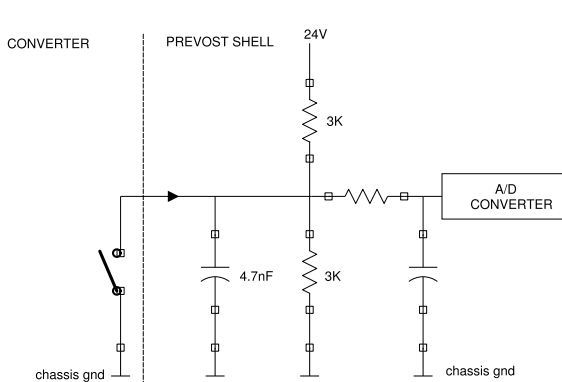 CONVERTER
PREVOST SHELL
24V
3K
A/D
CONVERTER
4.7nF
3K
chassis gnd
chassis gnd